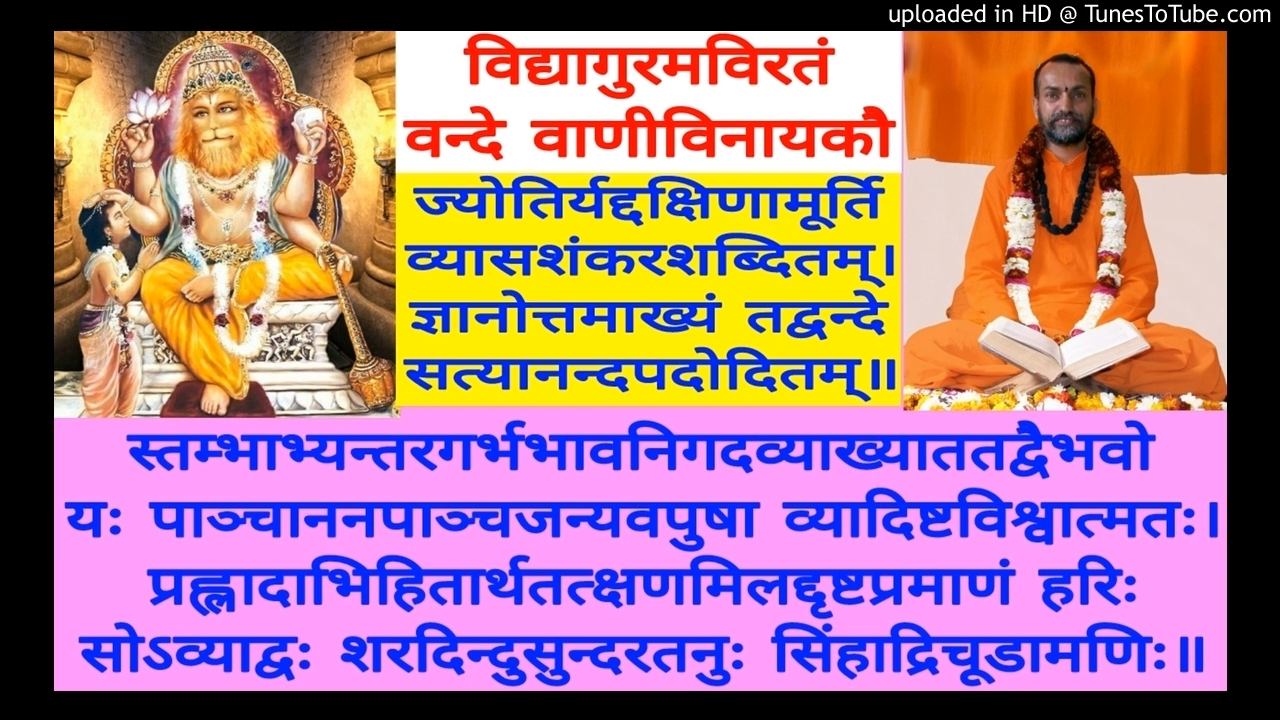 uploaded in HD @ TunesToTube.com
विद्यागुरमविरतं
वन्दे वाणीविनायकौ
ज्योतिर्यद्दक्षिणामूर्ति
व्यासशंकरशब्दितम्।
ज्ञानोत्तमाख्यं तद्वन्दे
सत्यानन्दपदोदितम्॥
स्तम्भाभ्यन्तरगर्भभावनिगदव्याख्याततद्वैभवो
यः पाञ्चाननपाञ्चजन्यवपुषा व्यादिष्टविश्वात्मतः।
प्रह्लादाभिहितार्थतत्क्षणमिलद्दृष्टप्रमाणं हरिः
सोऽव्याद्वः शरदिन्दुसुन्दरतनुः सिंहाद्रिचूडामणिः॥